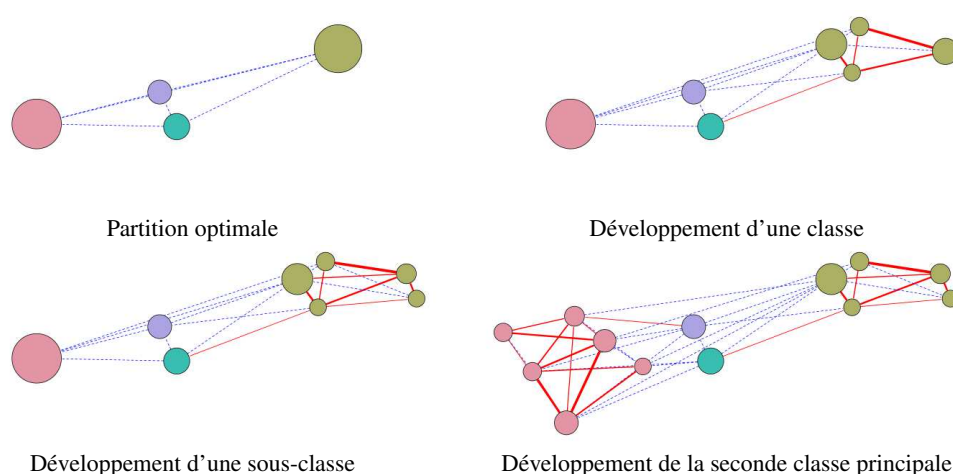 Partition optimale
Développement d'une classe
Développement d'une sous-classe
Développement de la seconde classe principale